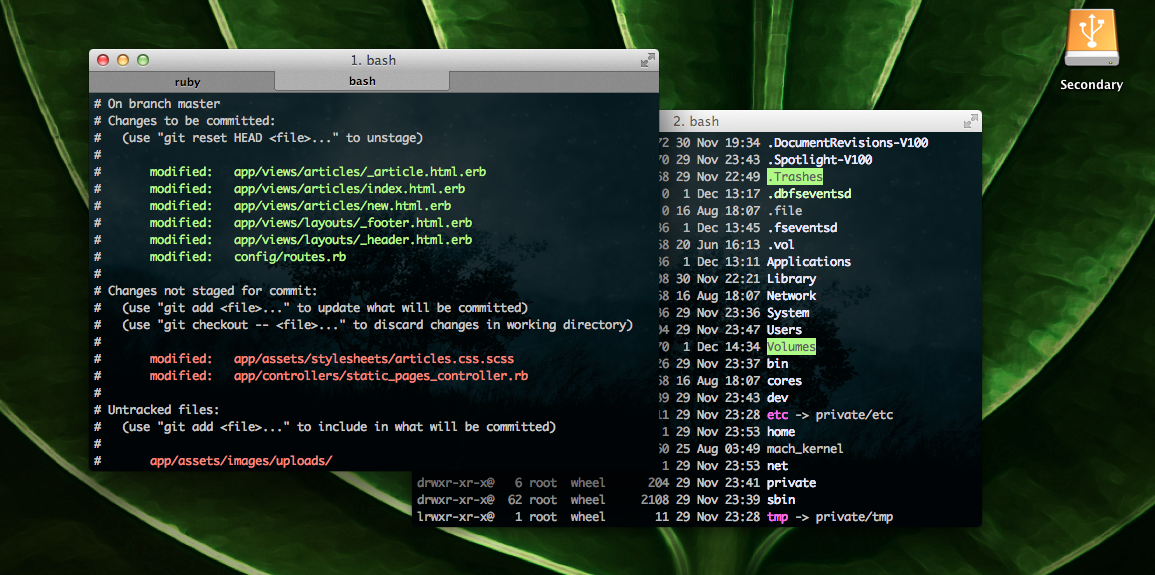 1. bash
ruby
bash
# On branch master
# Changes to be committed:
#   (use "git reset HEAD <file>..." to unstage)
#
#       modified:   app/views/articles/_article.html.erb
#       modified:   app/views/articles/index.html.erb
#       modified:   app/views/articles/new.html.erb
#       modified:   app/views/layouts/_footer.html.erb
#       modified:   app/views/layouts/_header.html.erb
#       modified:   config/routes.rb
#
# Changes not staged for commit:
#   (use "git add <file>..." to update what will be committed)
#   (use "git checkout -- <file>..." to discard changes in working directory)
#
#       modified:   app/assets/stylesheets/articles.css.scss
#       modified:   app/controllers/static_pages_controller.rb
#
# Untracked files:
#   (use "git add <file>..." to include in what will be committed)
#
#       app/assets/images/uploads/
2. bash
72 30 Nov 19:34 .DocumentRevisions-V100
70 29 Nov 23:43 .Spotlight-V100
68 29 Nov 22:49 .Trashes
0  1 Dec 13:17 .dbfseventsd
0 16 Aug 18:07 .file
36  1 Dec 13:45 .fseventsd
68 20 Jun 16:13 .vol
36  1 Dec 13:11 Applications
08 30 Nov 22:21 Library
68 16 Aug 18:07 Network
36 29 Nov 23:36 System
04 29 Nov 23:47 Users
70  1 Dec 14:34 Volumes
26 29 Nov 23:37 bin
68 16 Aug 18:07 cores
39 29 Nov 23:43 dev
11 29 Nov 23:28 etc -> private/etc
1 29 Nov 23:53 home
60 25 Aug 03:49 mach_kernel
1 29 Nov 23:53 net
drwxr-xr-x@   6 root  wheel      204 29 Nov 23:41 private
drwxr-xr-x@  62 root  wheel     2108 29 Nov 23:39 sbin
lrwxr-xr-x@   1 root  wheel       11 29 Nov 23:28 tmp -> private/tmp
Secondary